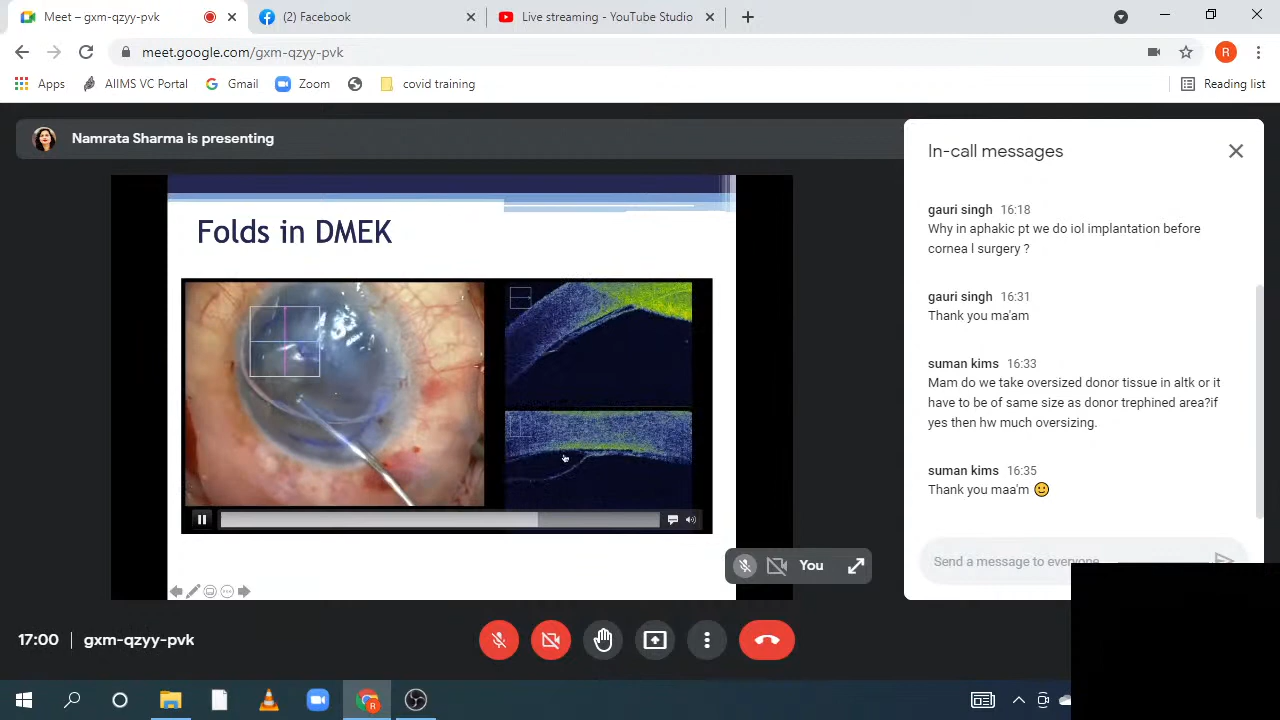 Meet – gxm-qzyy-pvk
(2) Facebook
Live streaming - YouTube Studio
meet.google.com/gxm-qzyy-pvk
R
Apps
AIIMS VC Portal
Gmail
Zoom
covid training
Reading list
Namrata Sharma is presenting
Folds in DMEK
You
In-call messages
gauri singh 16:18
Why in aphakic pt we do iol implantation before
cornea l surgery ?
gauri singh 16:31
Thank you ma'am
suman kims 16:33
Mam do we take oversized donor tissue in altk or it
have to be of same size as donor trephined area?if
yes then hw much oversizing.
suman kims 16:35
Thank you maa'm 🙂
Send a message to everyone
17:00 | gxm-qzyy-pvk
R